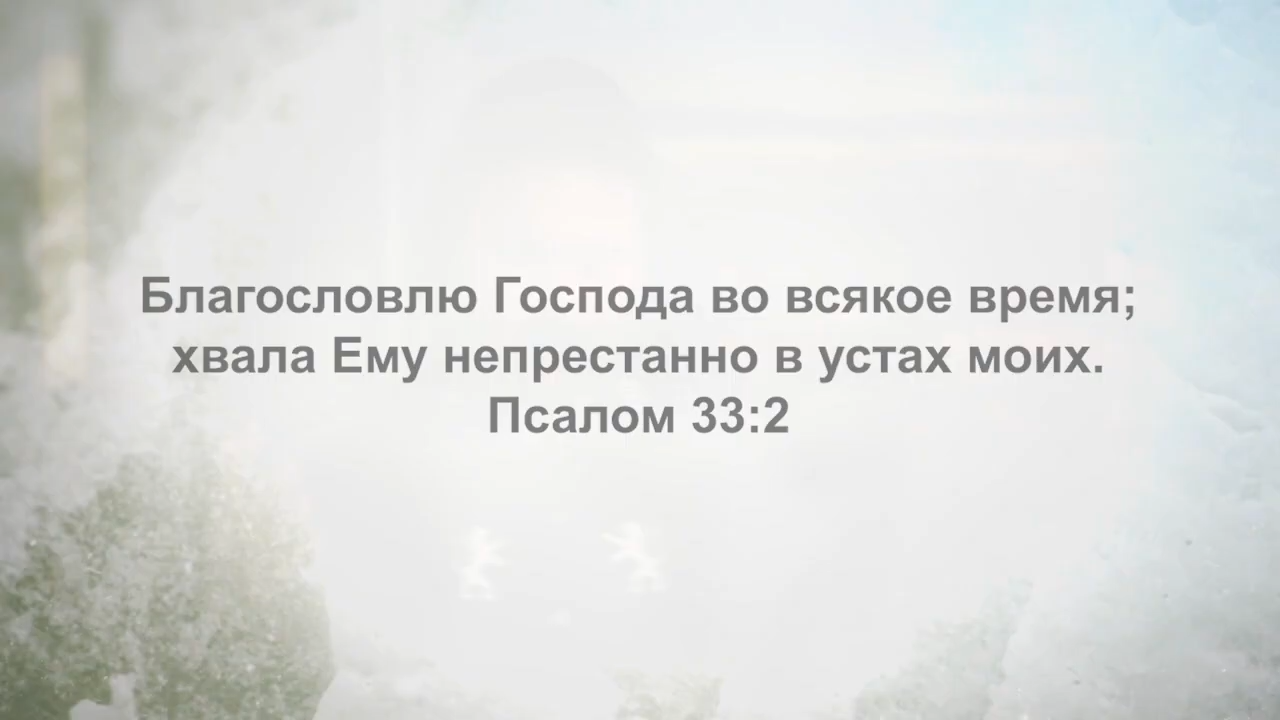 Благословлю Господа во всякое время;
хвала Ему непрестанно в устах моих.
Псалом 33:2